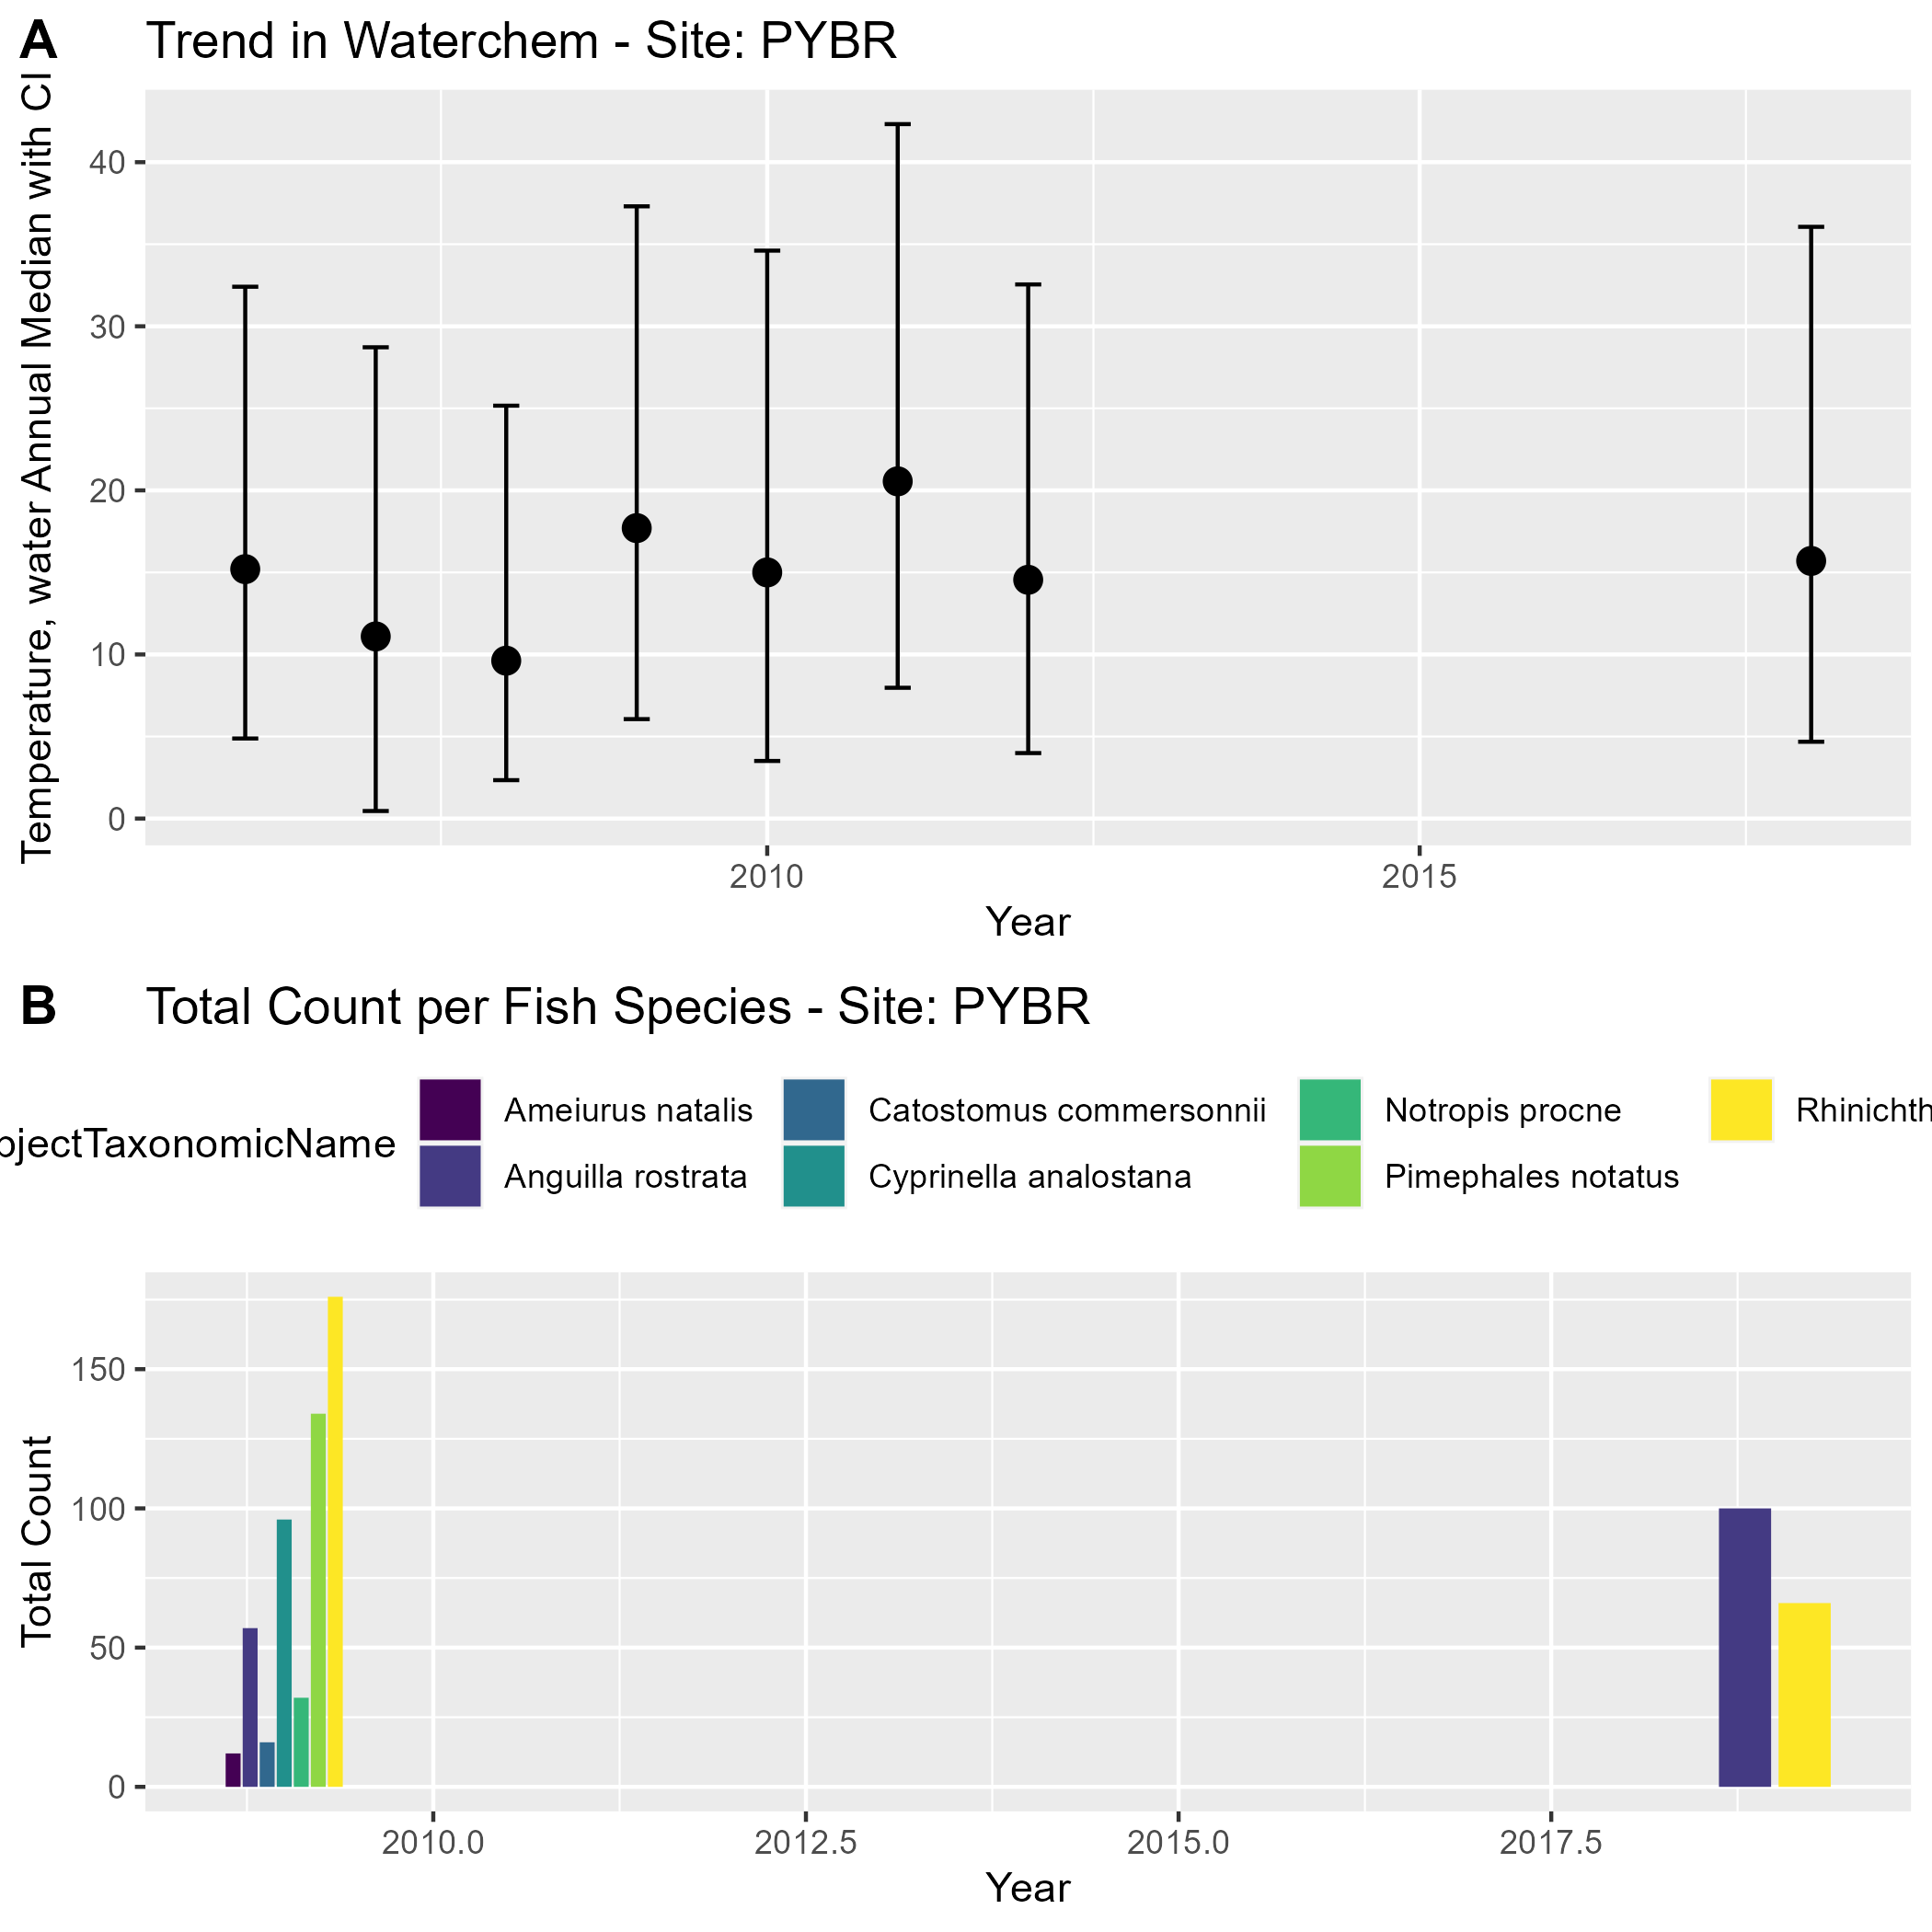 A
Trend in Waterchem - Site: PYBR
Temperature, water Annual Median with CI
40
30
20
10
0
2010
2015
Year
B
Total Count per Fish Species - Site: PYBR
bjectTaxonomicName
Ameiurus natalis
Catostomus commersonnii
Notropis procne
Rhinichth
Anguilla rostrata
Cyprinella analostana
Pimephales notatus
Total Count
150
100
50
0
2010.0
2012.5
2015.0
2017.5
Year